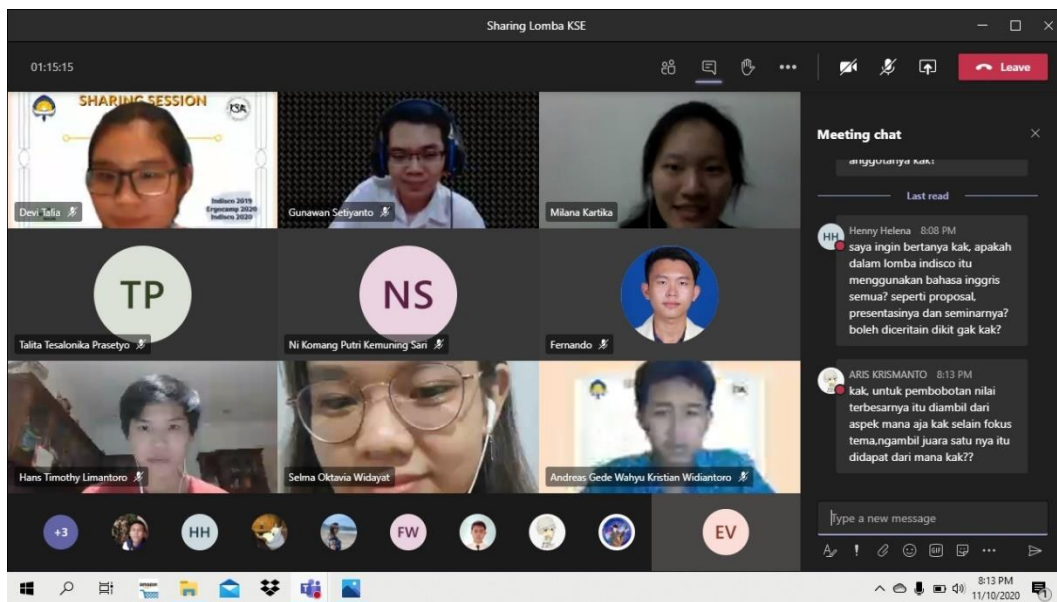 Sharing Lomba KSE
01:15:15
Leave
SHARING SESSION
KSE
Indisco 2019
Ergocamp 2020
Indisco 2020
Devi Talia
Gunawan Setiyanto
Milana Kartika
TP
Talita Tesalonika Prasetyo
NS
Ni Komang Putri Kemuning Sari
Fernando
Hans Timothy Limantoro
Selma Oktavia Widayat
Andreas Gede Wahyu Kristian Widiantoro
+3
HH
FW
EV
Meeting chat
anggotanya kak?
Last read
HH
Henny Helena 8:08 PM
saya ingin bertanya kak, apakah
dalam lomba indisco itu
menggunakan bahasa inggris
semua? seperti proposal,
presentasinya dan seminarnya?
boleh diceritain dikit gak kak?
ARIS KRISMANTO 8:13 PM
kak, untuk pembobotan nilai
terbesarnya itu diambil dari
aspek mana aja kak selain fokus
tema,ngambil juara satu nya itu
didapat dari mana kak??
Type a new message
GIF
8:13 PM
11/10/2020
1